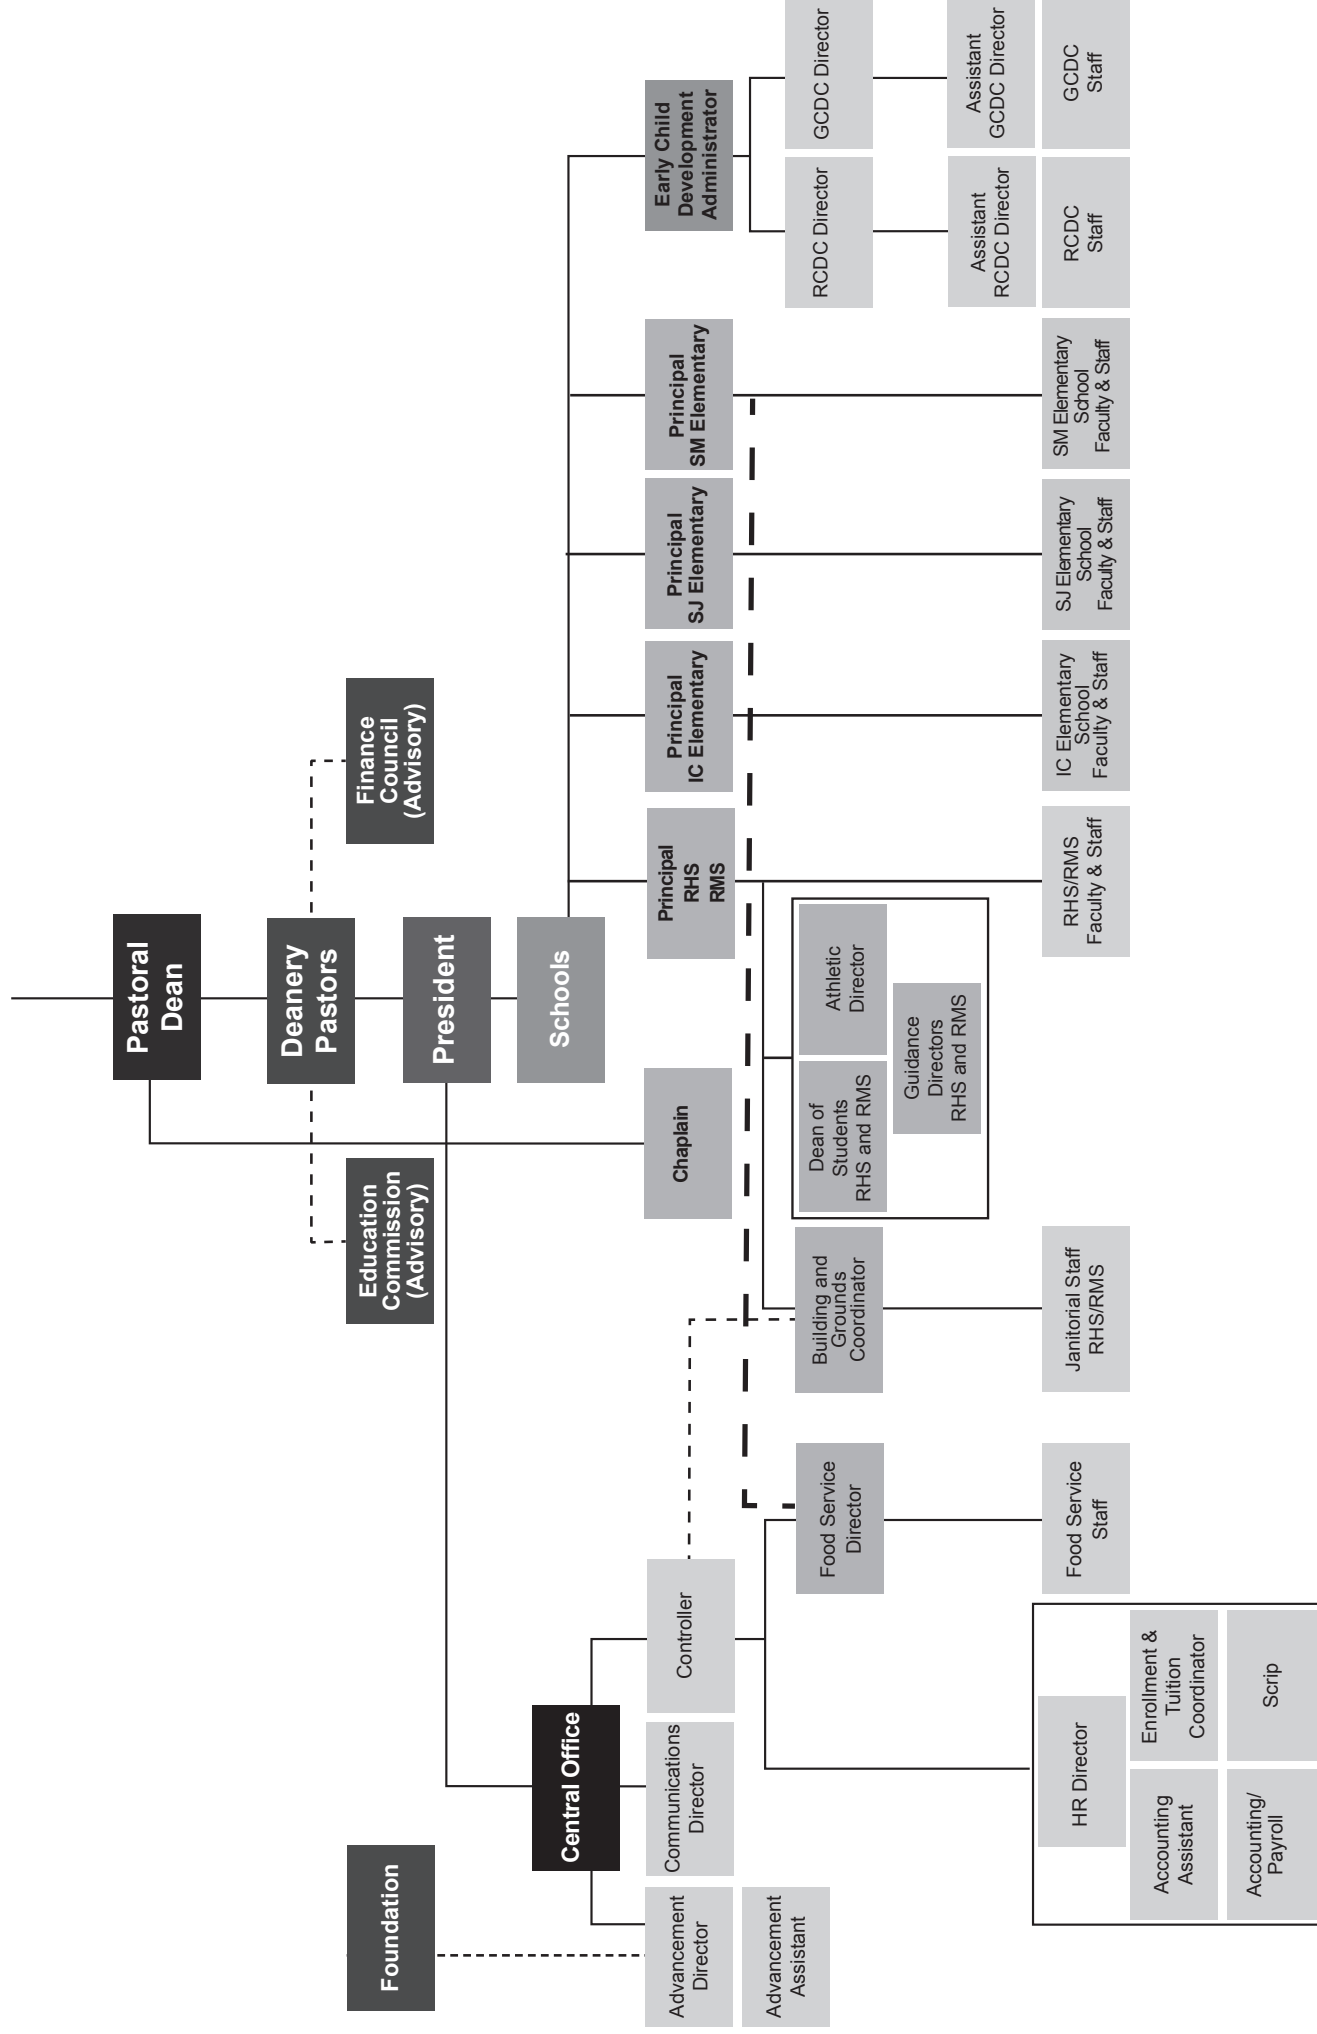 Pastoral
Dean
Foundation
Education
Commission
(Advisory)
Deanery
Pastors
Finance
Council
(Advisory)
President
Central Office
Schools
Advancement
Director
Communications
Director
Controller
Chaplain
Principal
RHS
RMS
Principal
IC Elementary
Principal
SJ Elementary
Principal
SM Elementary
Early Child
Development
Administrator
Advancement
Assistant
Food Service
Director
Building and
Grounds
Coordinator
Dean of
Students
RHS and RMS
Athletic
Director
Guidance
Directors
RHS and RMS
RCDC Director
GCDC Director
Assistant
RCDC Director
Assistant
GCDC Director
HR Director
Food Service
Staff
Janitorial Staff
RHS/RMS
RHS/RMS
Faculty & Staff
IC Elementary
School
Faculty & Staff
SJ Elementary
School
Faculty & Staff
SM Elementary
School
Faculty & Staff
RCDC
Staff
GCDC
Staff
Accounting
Assistant
Enrollment &
Tuition
Coordinator
Accounting/
Payroll
Scrip